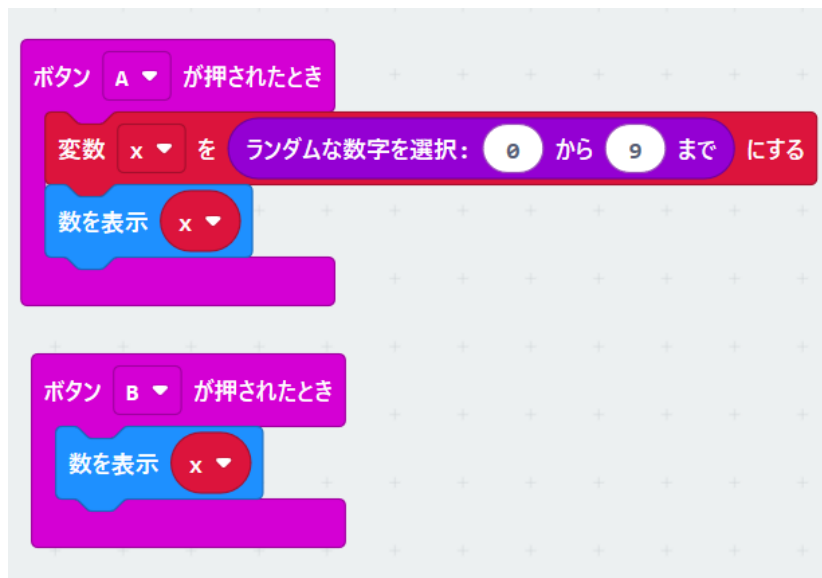 ボタン A が押されたとき
変数 x を ランダムな数字を選択: 0 から 9 まで にする
数を表示 x
ボタン B が押されたとき
数を表示 x